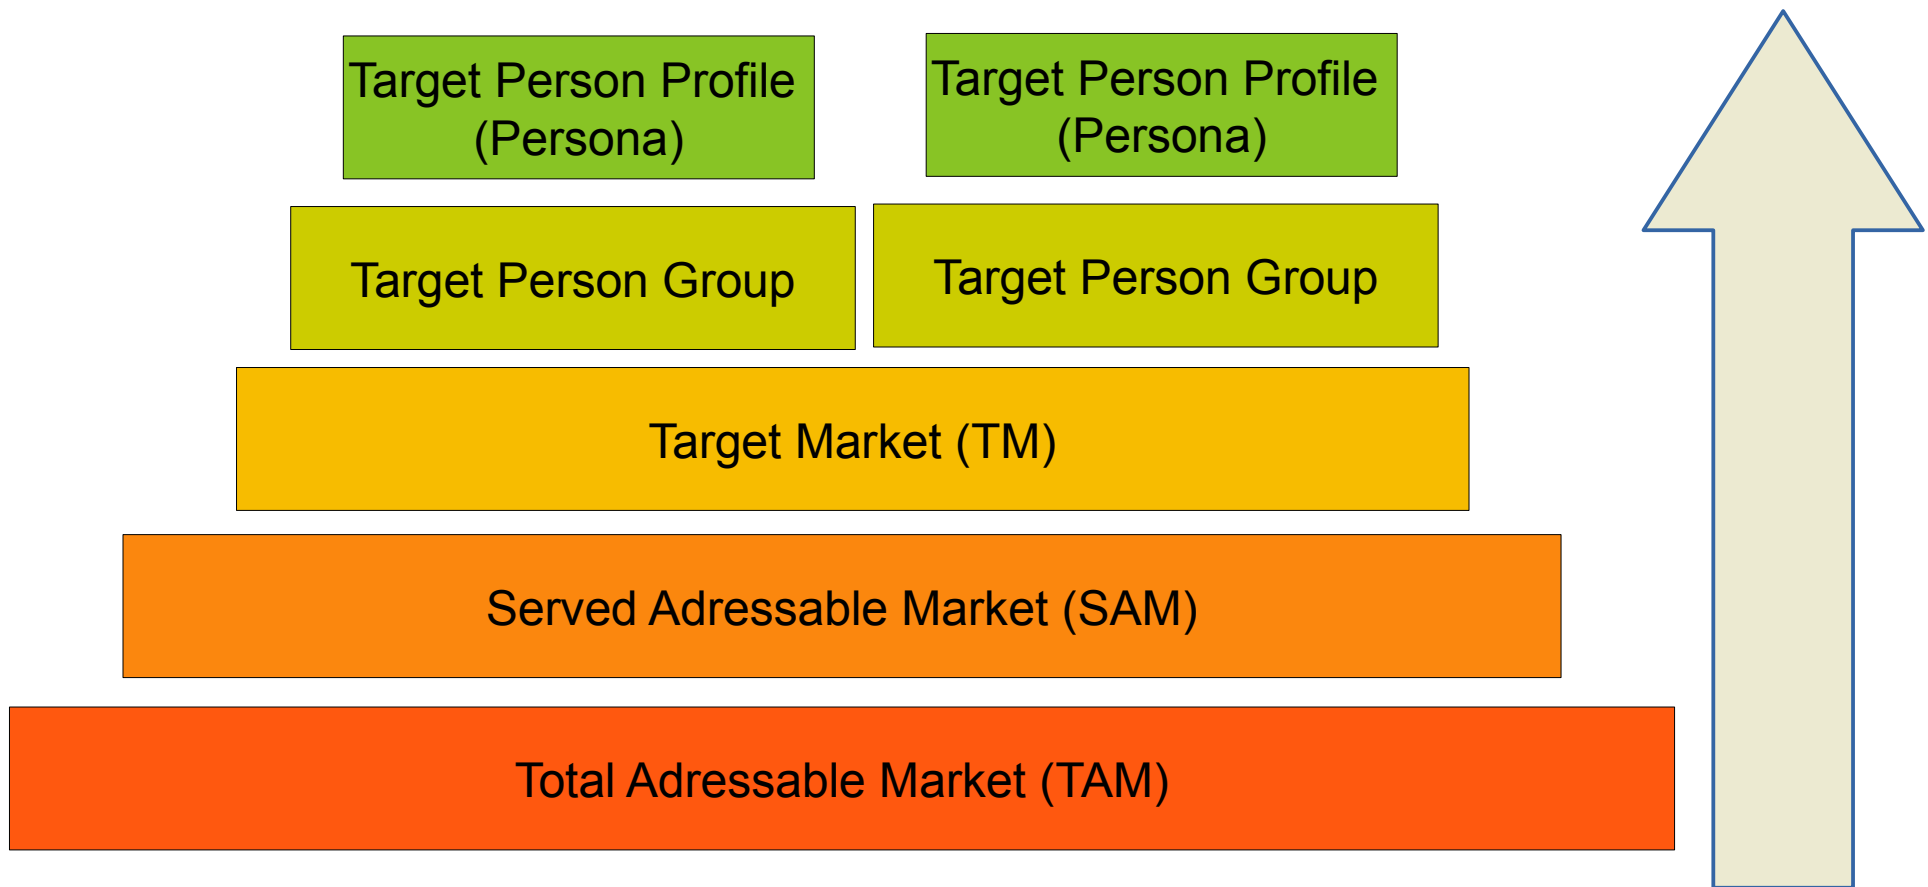 Target Person Profile
(Persona)
Target Person Profile
(Persona)
Target Person Group
Target Person Group
Target Market (TM)
Served Adressable Market (SAM)
Total Adressable Market (TAM)